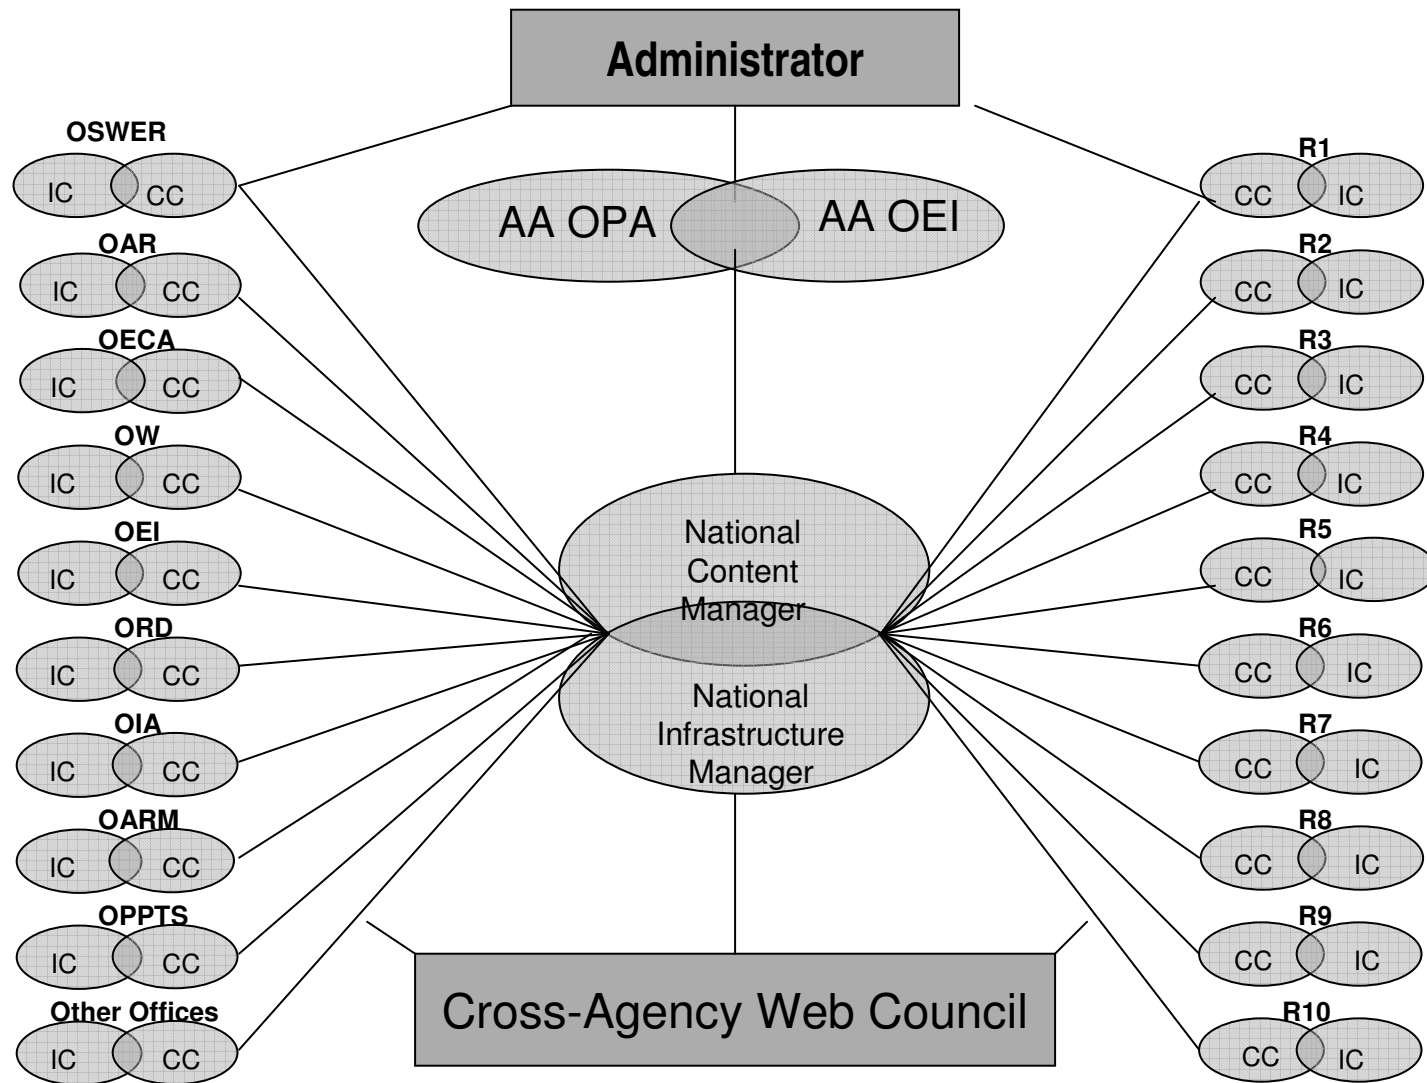 Administrator
AA OPA
AA OEI
OSWER
IC CC
OAR
IC CC
OECA
IC CC
OW
IC CC
OEI
IC CC
ORD
IC CC
OIA
IC CC
OARM
IC CC
OPPTS
IC CC
Other Offices
IC CC
National
Content
Manager
National
Infrastructure
Manager
Cross-Agency Web Council
R1
CC IC
R2
CC IC
R3
CC IC
R4
CC IC
R5
CC IC
R6
CC IC
R7
CC IC
R8
CC IC
R9
CC IC
R10
CC IC